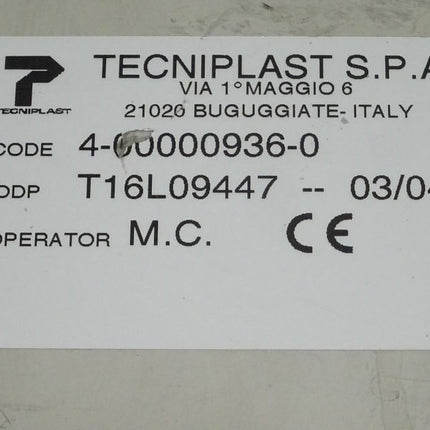 TECNIPLAST S.P.A
VIA 1° MAGGIO 6
21020 BUGUGGIATE- ITALY
TECNIPLAST
CODE 4-00000936-0
ODP T16L09447 -- 03/04
OPERATOR M.C. CE